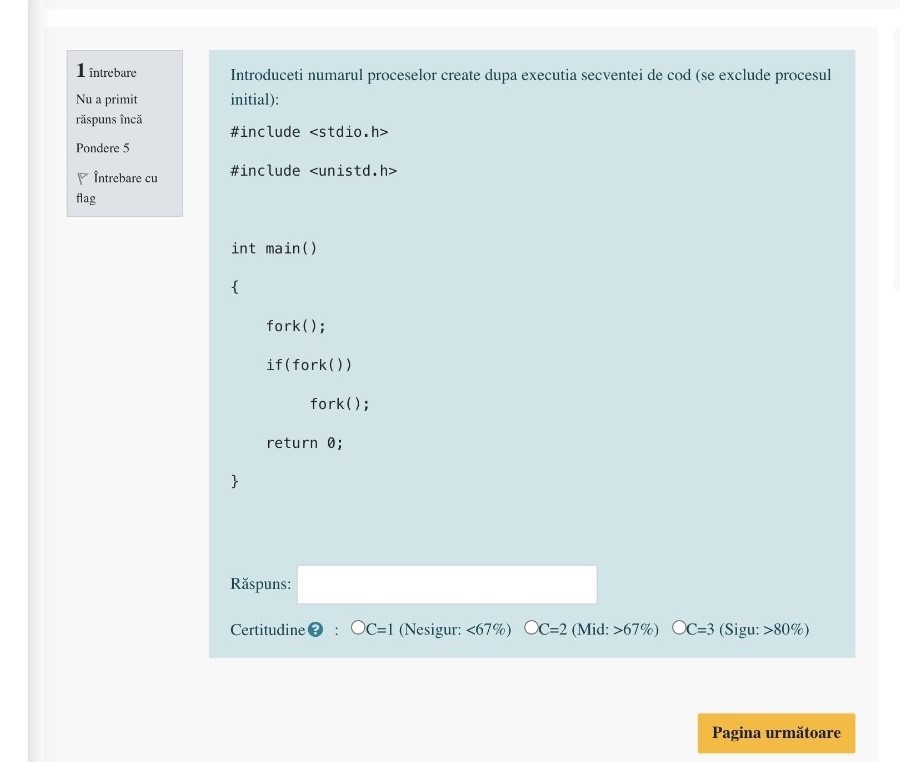 1 întrebare
Nu a primit
răspuns încă
Pondere 5
Întrebare cu
flag
Introduceti numarul proceselor create dupa executia secventei de cod (se exclude procesul
initial):
#include <stdio.h>
#include <unistd.h>
int main()
{
fork();
if(fork())
fork();
return 0;
}
Răspuns:
Certitudine ? : C=1 (Nesigur: <67%) C=2 (Mid: >67%) C=3 (Sigu: >80%)
Pagina următoare